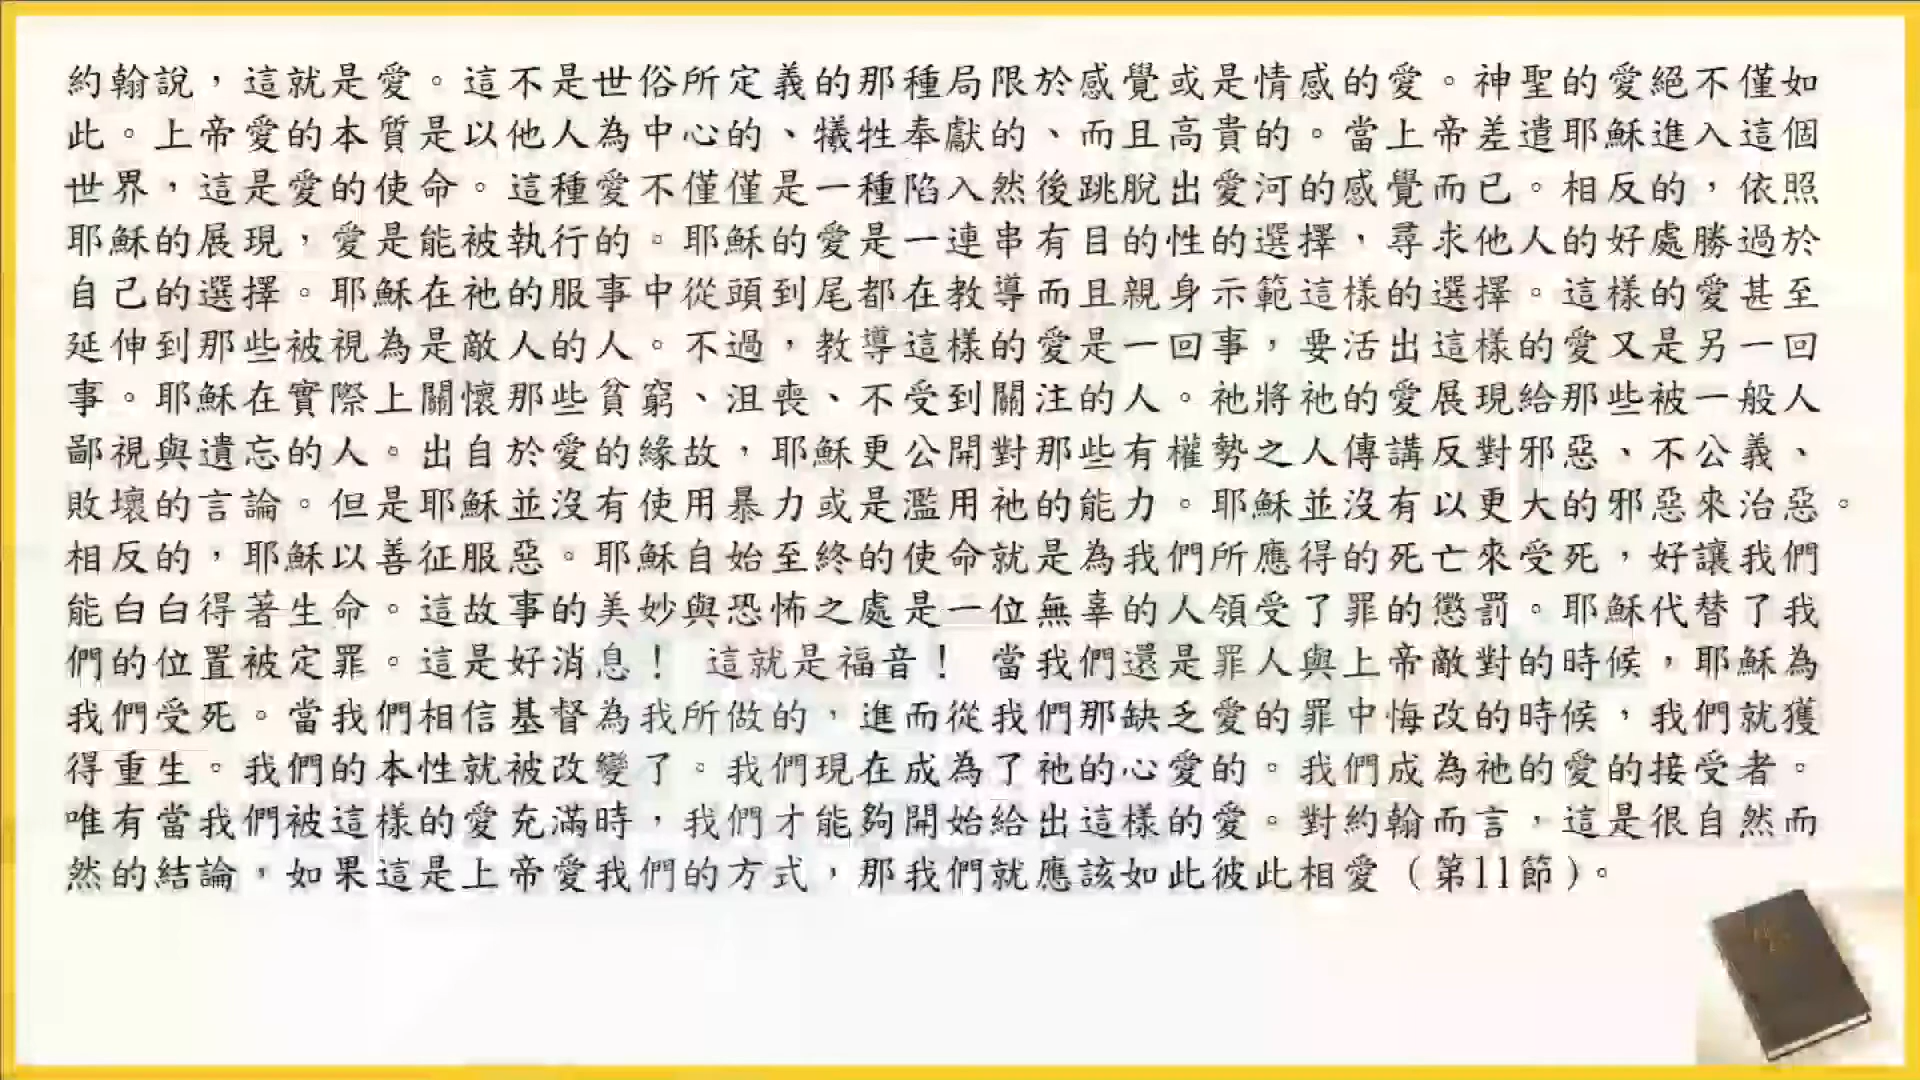 約翰說，這就是愛。這不是世俗所定義的那種局限於感覺或是情感的愛。神聖的愛絕不僅如
此。上帝愛的本質是以他人為中心的、犧牲奉獻的、而且高貴的。當上帝差遣耶穌進入這個
世界，這是愛的使命。這種愛不僅僅是一種陷入然後跳脫出愛河的感覺而已。相反的，依照
耶穌的展現，愛是能被執行的。耶穌的愛是一連串有目的性的選擇，尋求他人的好處勝過於
自己的選擇。耶穌在祂的服事中從頭到尾都在教導而且親身示範這樣的選擇。這樣的愛甚至
延伸到那些被視為是敵人的人。不過，教導這樣的愛是一回事，要活出這樣的愛又是另一回
事。耶穌在實際上關懷那些貧窮、沮喪、不受到關注的人。祂將祂的愛展現給那些被一般人
鄙視與遺忘的人。出自於愛的緣故，耶穌更公開對那些有權勢之人傳講反對邪惡、不公義、
敗壞的言論。但是耶穌並沒有使用暴力或是濫用祂的能力。耶穌並沒有以更大的邪惡來治惡。
相反的，耶穌以善征服惡。耶穌自始至終的使命就是為我們所應得的死亡來受死，好讓我們
能白白得著生命。這故事的美妙與恐怖之處是一位無辜的人領受了罪的懲罰。耶穌代替了我
們的位置被定罪。這是好消息！ 這就是福音！ 當我們還是罪人與上帝敵對的時候，耶穌為
我們受死。當我們相信基督為我所做的，進而從我們那缺乏愛的罪中悔改的時候，我們就獲
得重生。我們的本性就被改變了。我們現在成為了祂的心愛的。我們成為祂的愛的接受者。
唯有當我們被這樣的愛充滿時，我們才能夠開始給出這樣的愛。對約翰而言，這是很自然而
然的結論，如果這是上帝愛我們的方式，那我們就應該如此彼此相愛（第11節）。